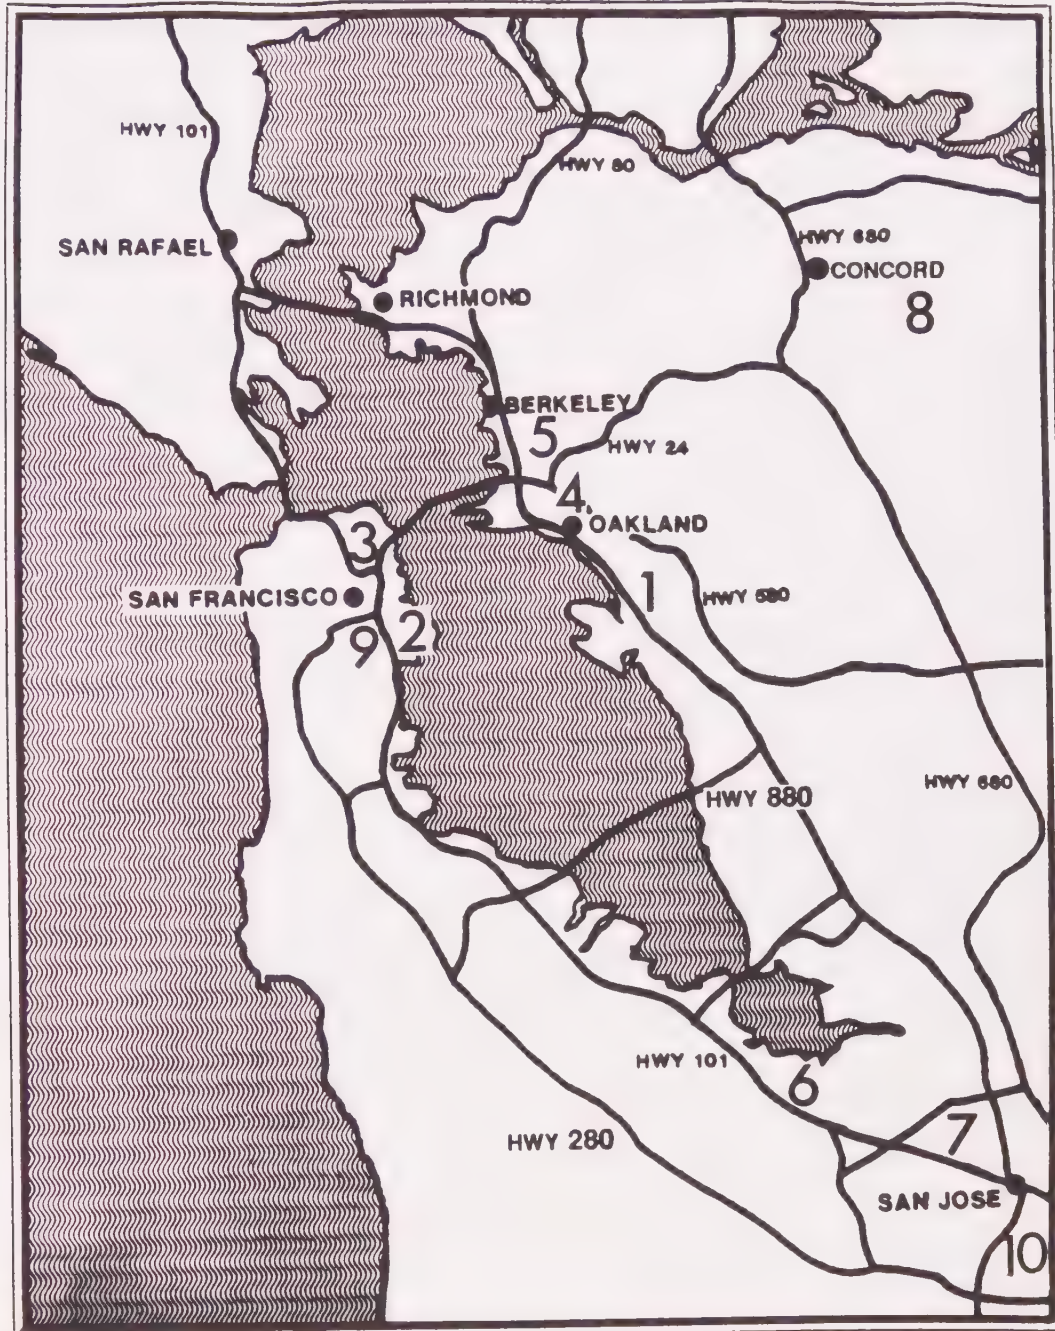 HWY 101
HWY 80
SAN RAFAEL
HWY 680
CONCORD
RICHMOND
8
BERKELEY
5
HWY 24
4
OAKLAND
3
SAN FRANCISCO
1
HWY 580
2
9
HWY 680
HWY 880
HWY 101
6
HWY 280
7
SAN JOSE
10